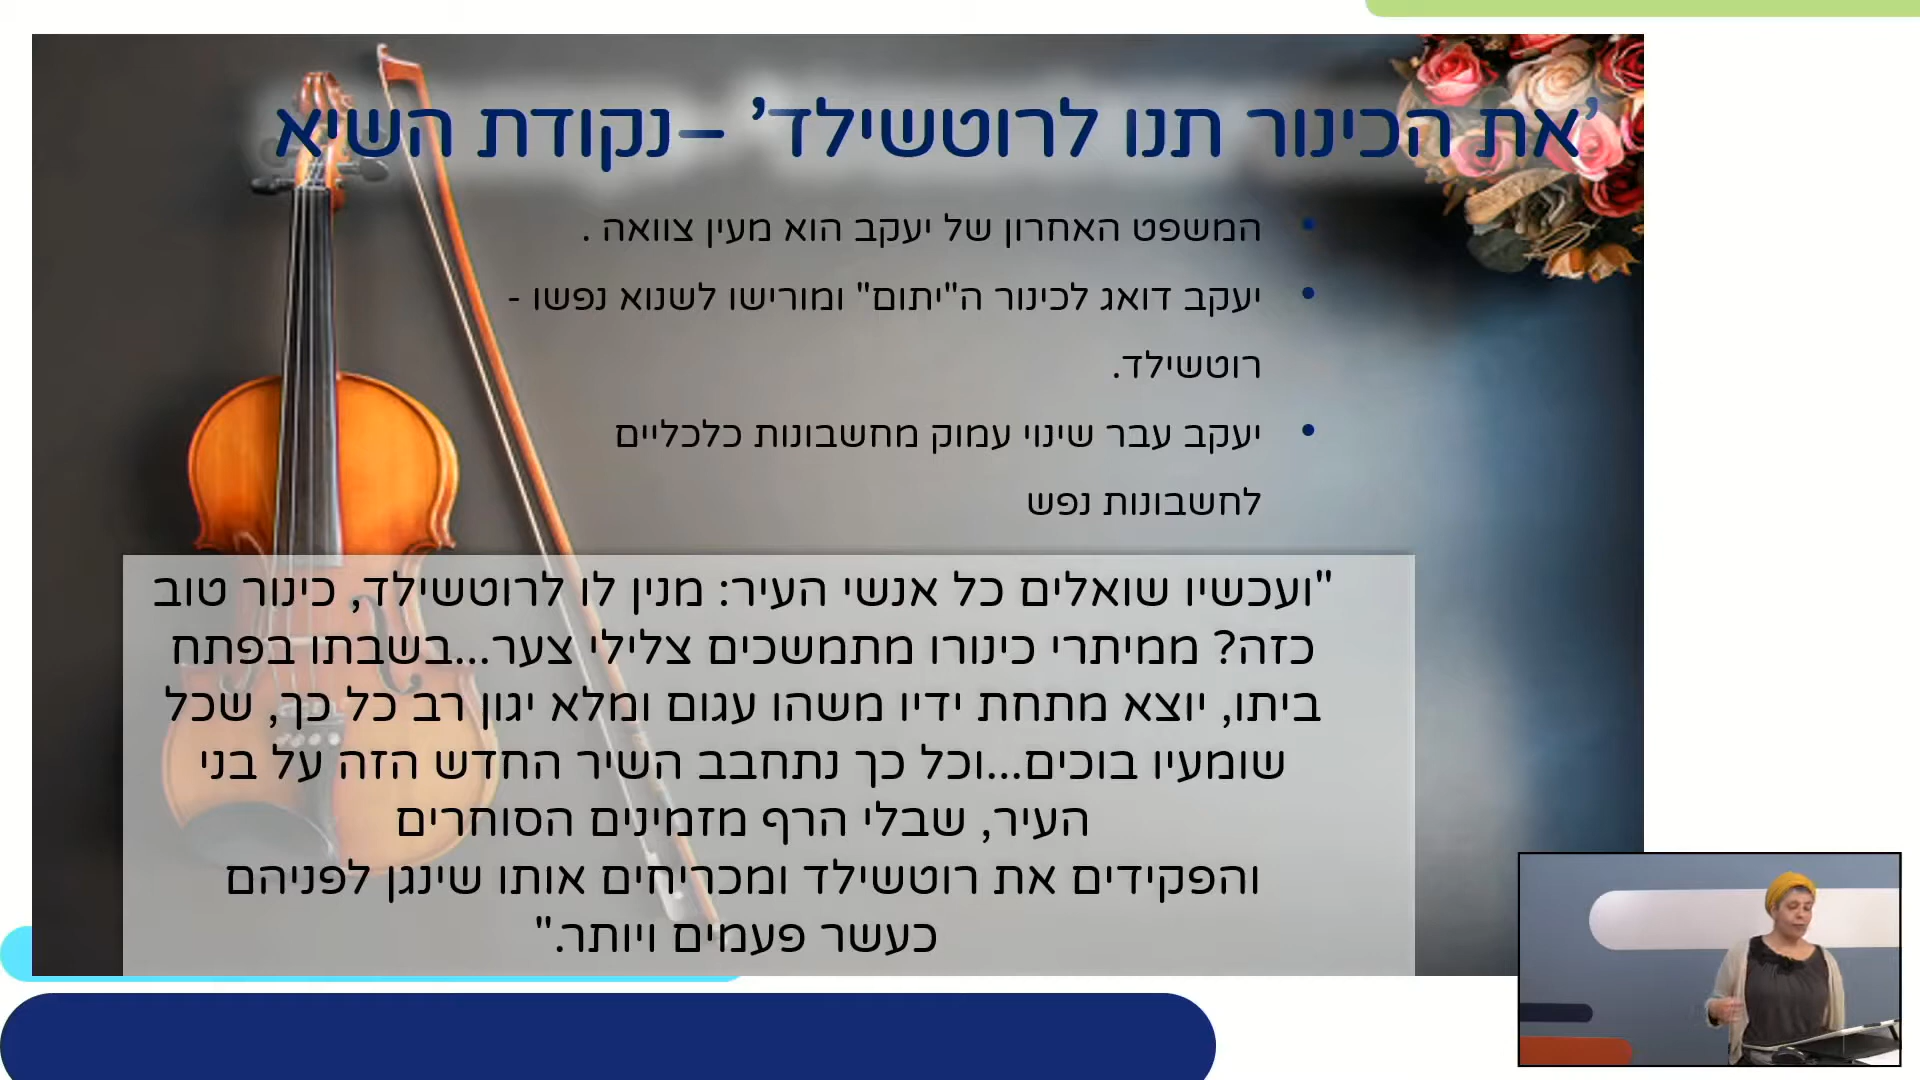 'את הכינור תנו לרוטשילד' –נקודת השיא
• המשפט האחרון של יעקב הוא מעין צוואה .
• יעקב דואג לכינור ה"יתום" ומורישו לשנוא נפשו -
רוטשילד.
• יעקב עבר שינוי עמוק מחשבונות כלכליים
לחשבונות נפש
"ועכשיו שואלים כל אנשי העיר: מנין לו לרוטשילד, כינור טוב
כזה? ממיתרי כינורו מתמשכים צלילי צער...בשבתו בפתח
ביתו, יוצא מתחת ידיו משהו עגום ומלא יגון רב כל כך, שכל
שומעיו בוכים...וכל כך נתחבב השיר החדש הזה על בני
העיר, שבלי הרף מזמינים הסוחרים
והפקידים את רוטשילד ומכריחים אותו שינגן לפניהם
כעשר פעמים ויותר."